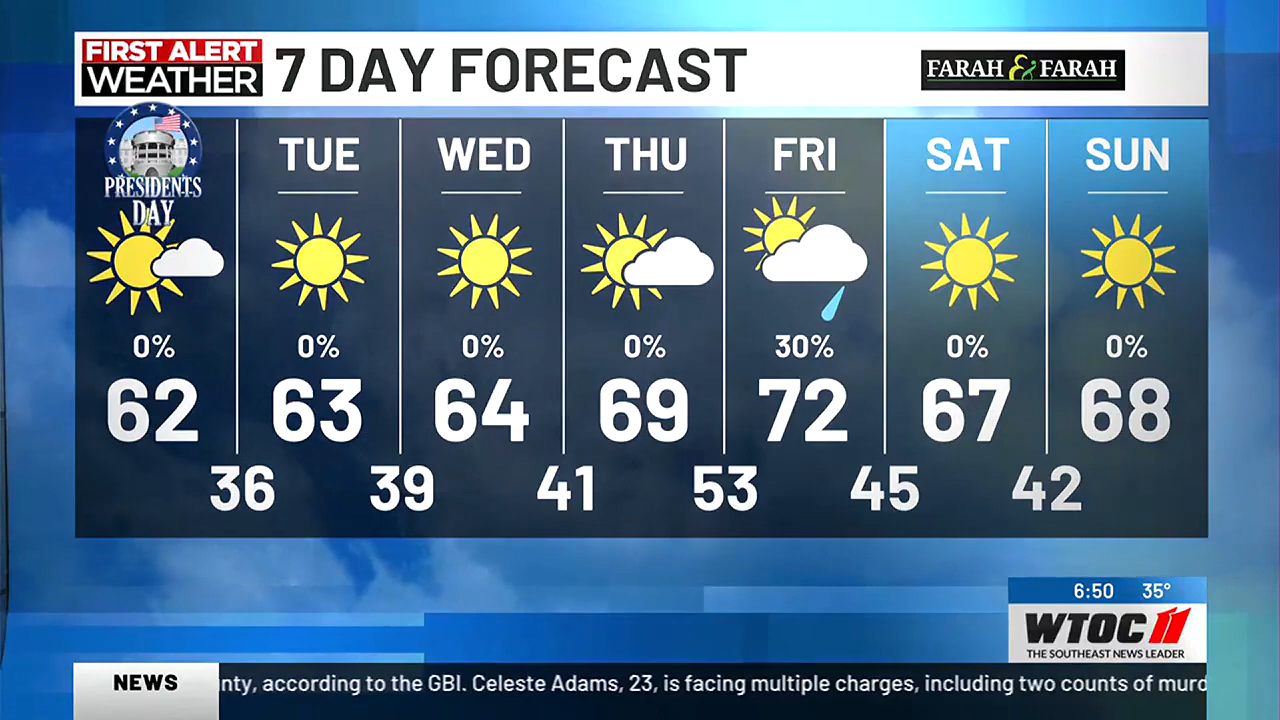 FIRST ALERT
WEATHER
7 DAY FORECAST
FARAH & FARAH
PRESIDENTS
DAY
TUE
WED
THU
FRI
SAT
SUN
0%
0%
0%
0%
30%
0%
0%
62
63
64
69
72
67
68
36
39
41
53
45
42
6:50 35°
WTOC 11
THE SOUTHEAST NEWS LEADER
NEWS
nty, according to the GBI. Celeste Adams, 23, is facing multiple charges, including two counts of murd